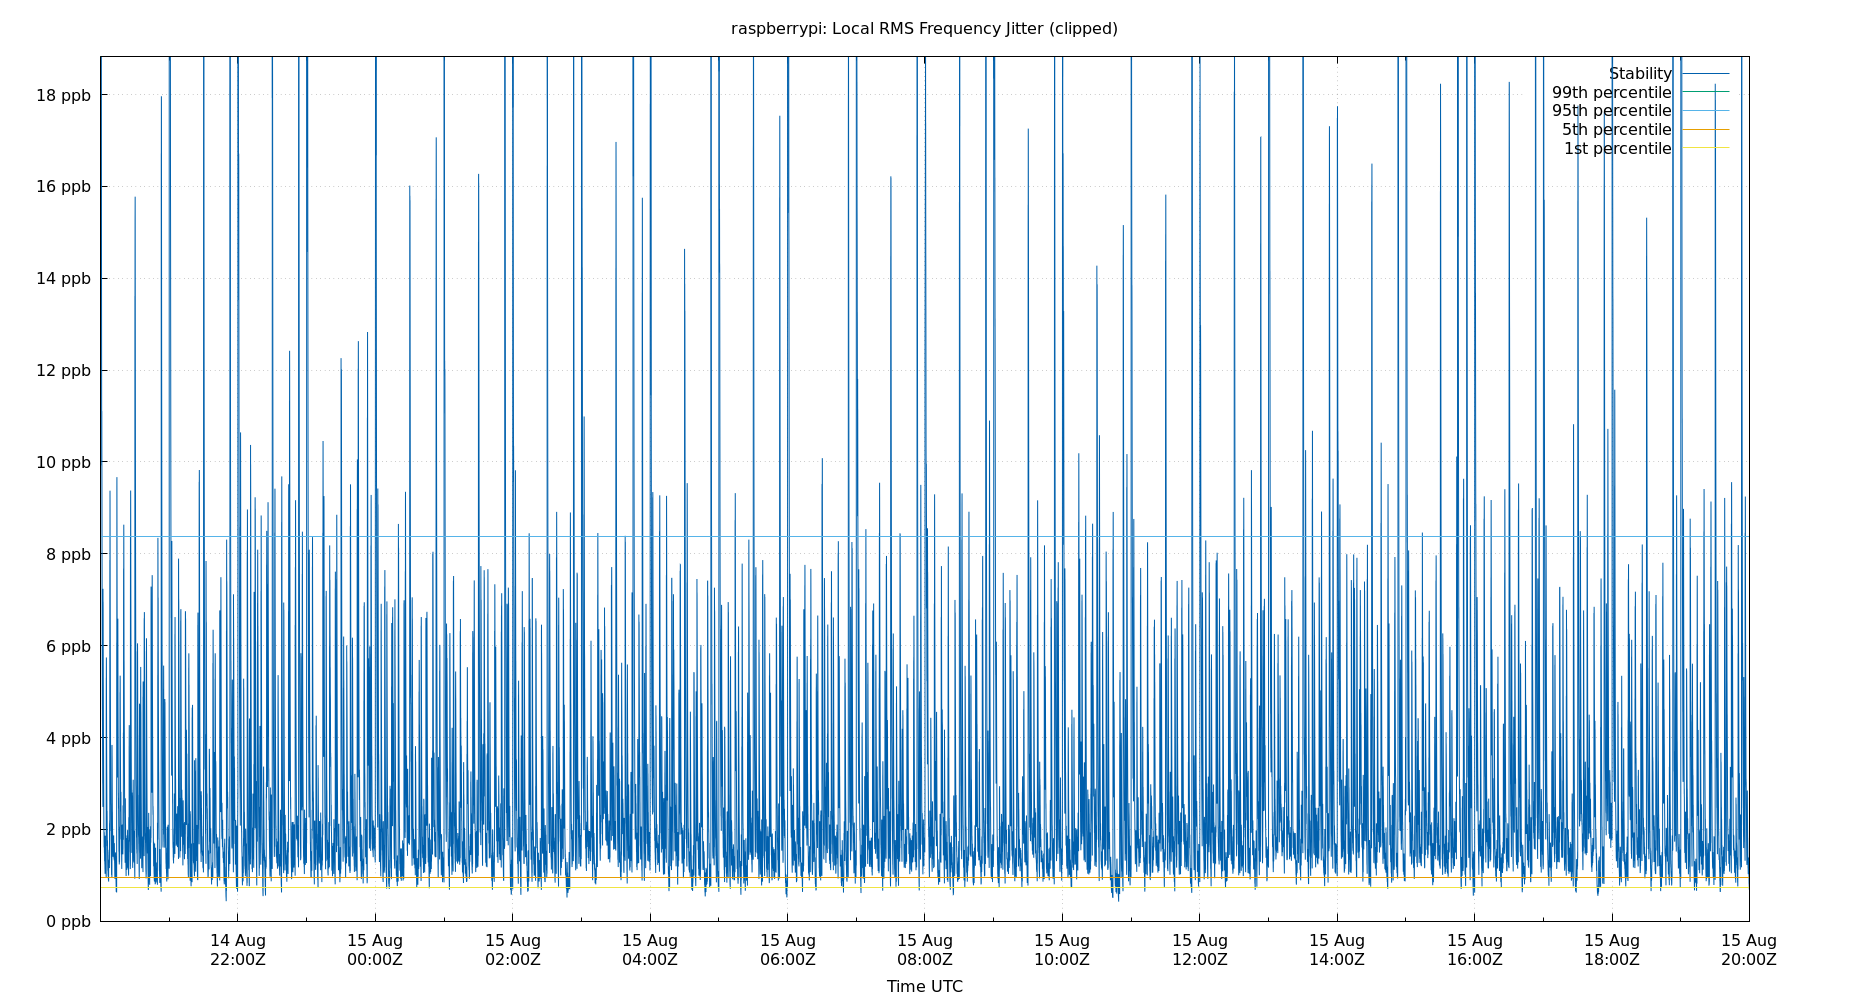 raspberrypi: Local RMS Frequency Jitter (clipped)
Stability
99th percentile
95th percentile
5th percentile
1st percentile
18 ppb
16 ppb
14 ppb
12 ppb
10 ppb
8 ppb
6 ppb
4 ppb
2 ppb
0 ppb
14 Aug 15 Aug 15 Aug 15 Aug 15 Aug 15 Aug 15 Aug 15 Aug 15 Aug 15 Aug 15 Aug 15 Aug
22:00Z 00:00Z 02:00Z 04:00Z 06:00Z 08:00Z 10:00Z 12:00Z 14:00Z 16:00Z 18:00Z 20:00Z
Time UTC